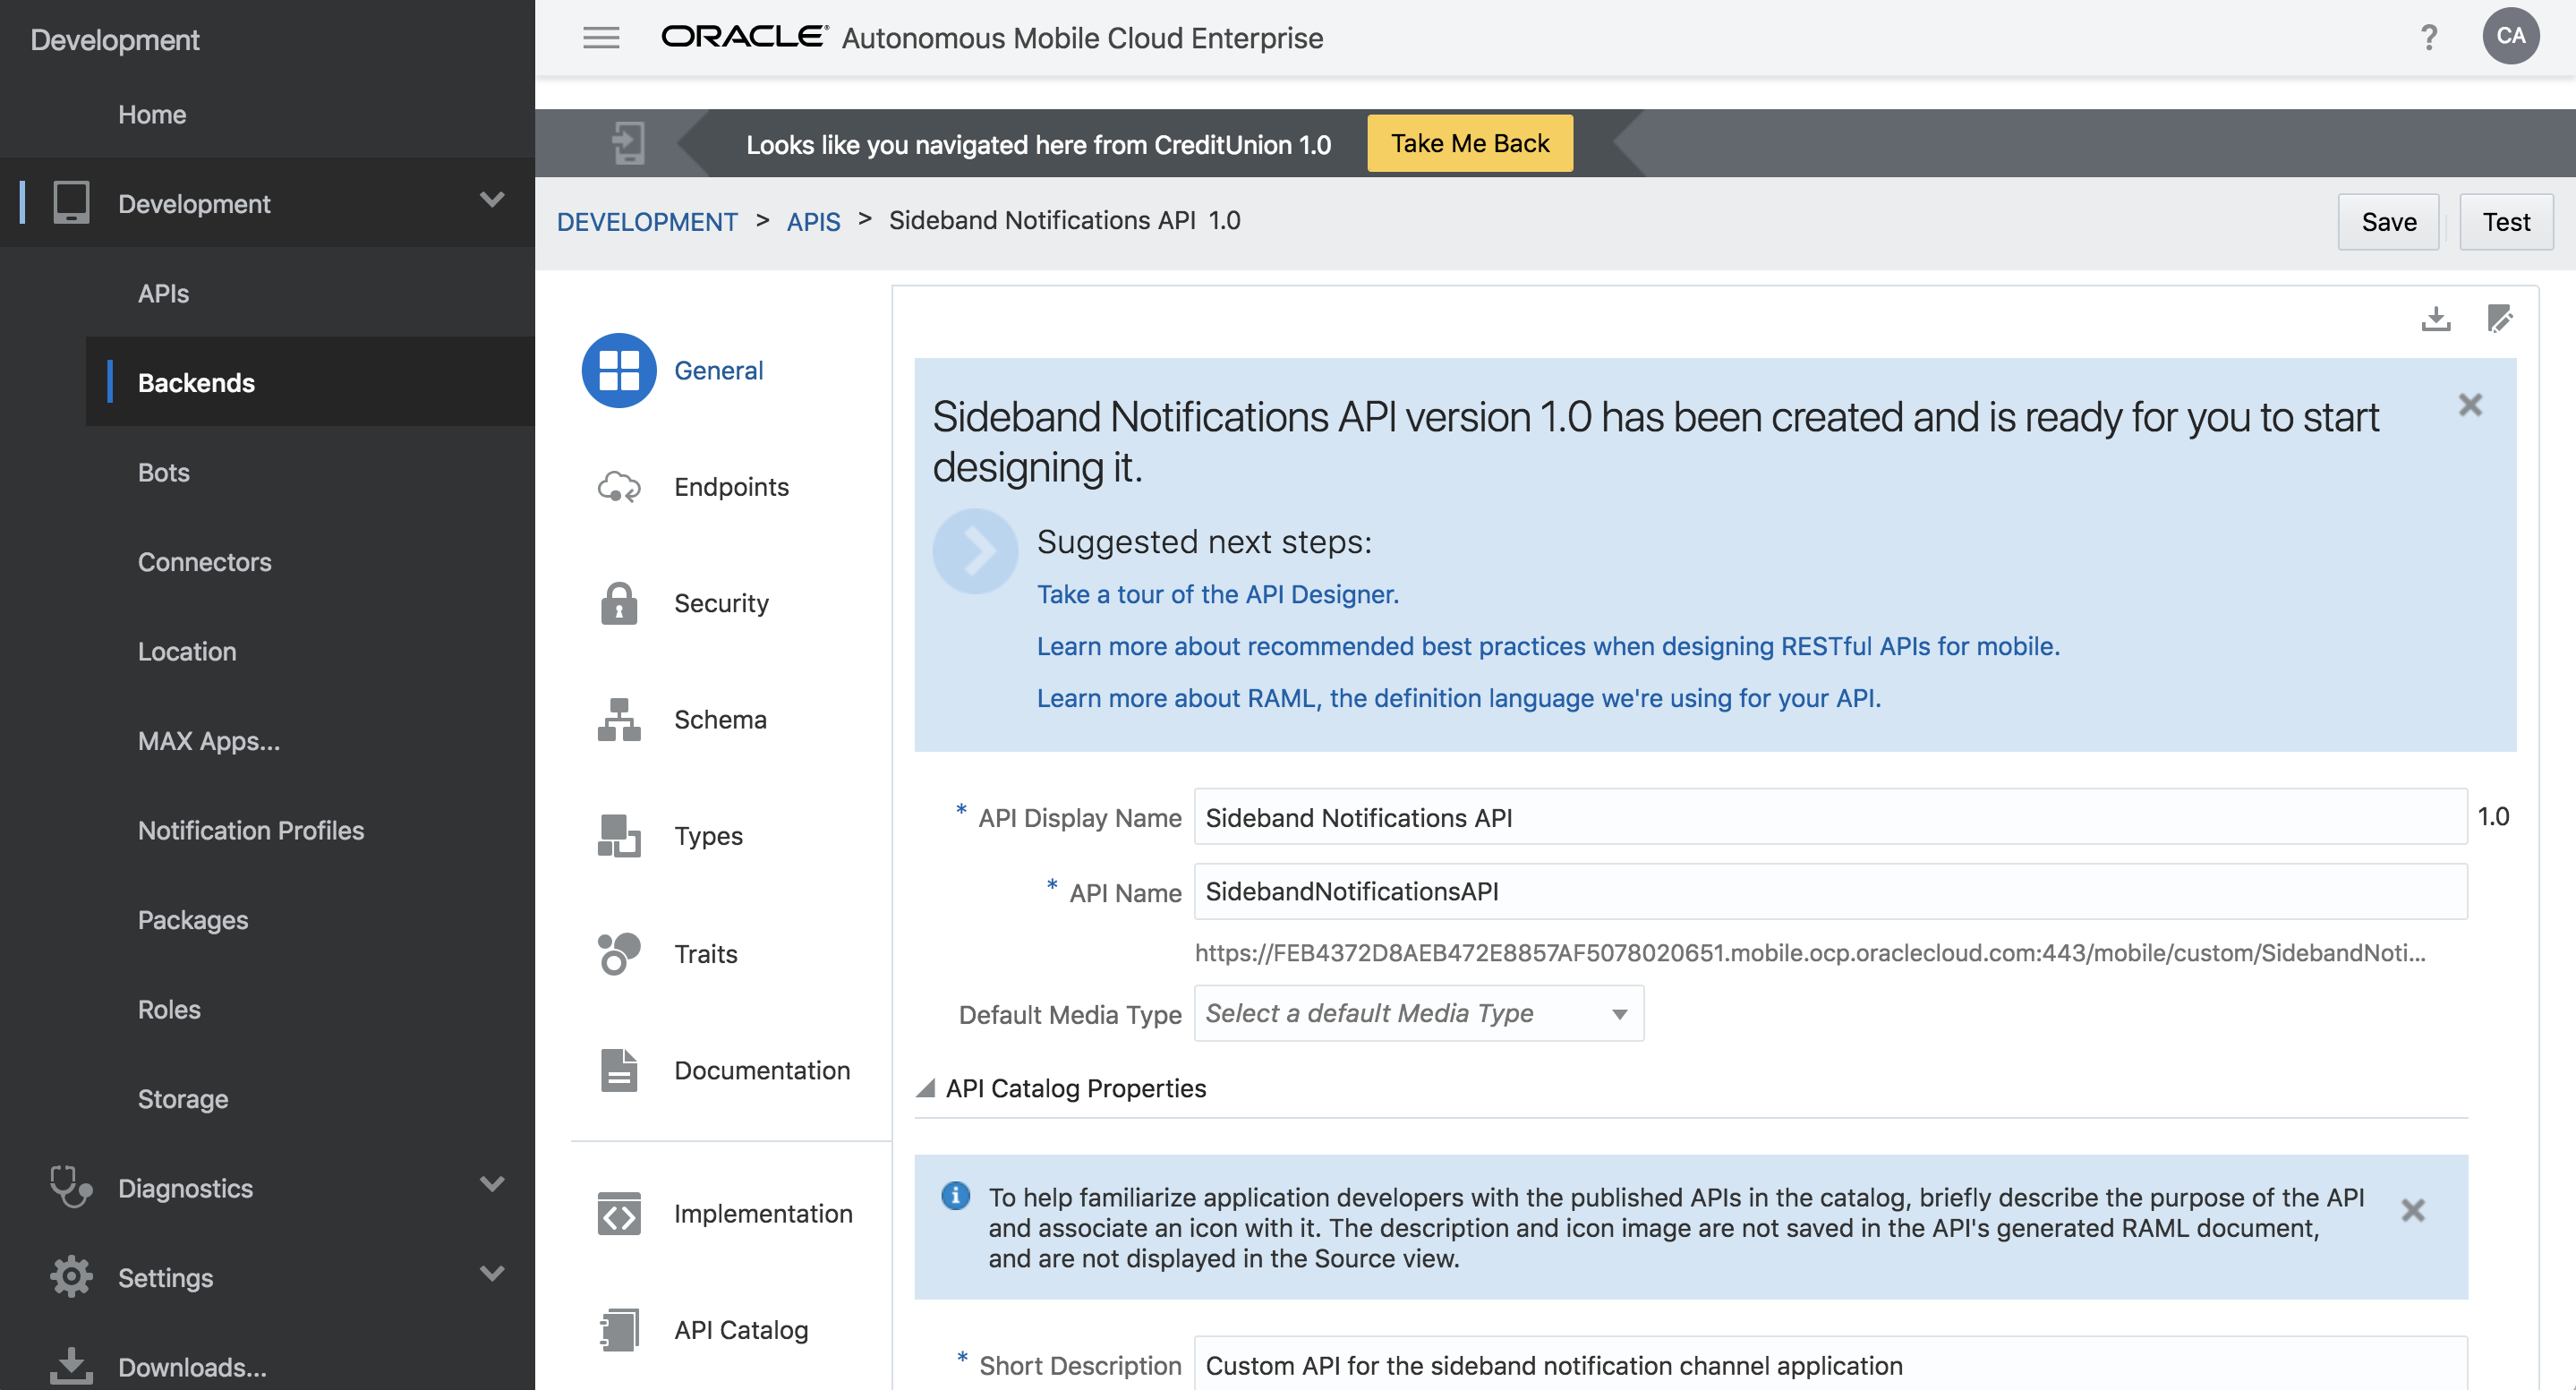 Development
Home
Development
APIs
Backends
Bots
Connectors
Location
MAX Apps...
Notification Profiles
Packages
Roles
Storage
Diagnostics
Settings
Downloads...
ORACLE® Autonomous Mobile Cloud Enterprise
?
CA
Looks like you navigated here from CreditUnion 1.0
Take Me Back
DEVELOPMENT > APIS > Sideband Notifications API 1.0
Save
Test
General
Endpoints
Security
Schema
Types
Traits
Documentation
Implementation
API Catalog
Sideband Notifications API version 1.0 has been created and is ready for you to start
designing it.
Suggested next steps:
Take a tour of the API Designer.
Learn more about recommended best practices when designing RESTful APIs for mobile.
Learn more about RAML, the definition language we're using for your API.
* API Display Name Sideband Notifications API 1.0
* API Name SidebandNotificationsAPI
https://FEB4372D8AEB472E8857AF5078020651.mobile.ocp.oraclecloud.com:443/mobile/custom/SidebandNoti...
Default Media Type Select a default Media Type
API Catalog Properties
To help familiarize application developers with the published APIs in the catalog, briefly describe the purpose of the API
and associate an icon with it. The description and icon image are not saved in the API's generated RAML document,
and are not displayed in the Source view.
* Short Description Custom API for the sideband notification channel application